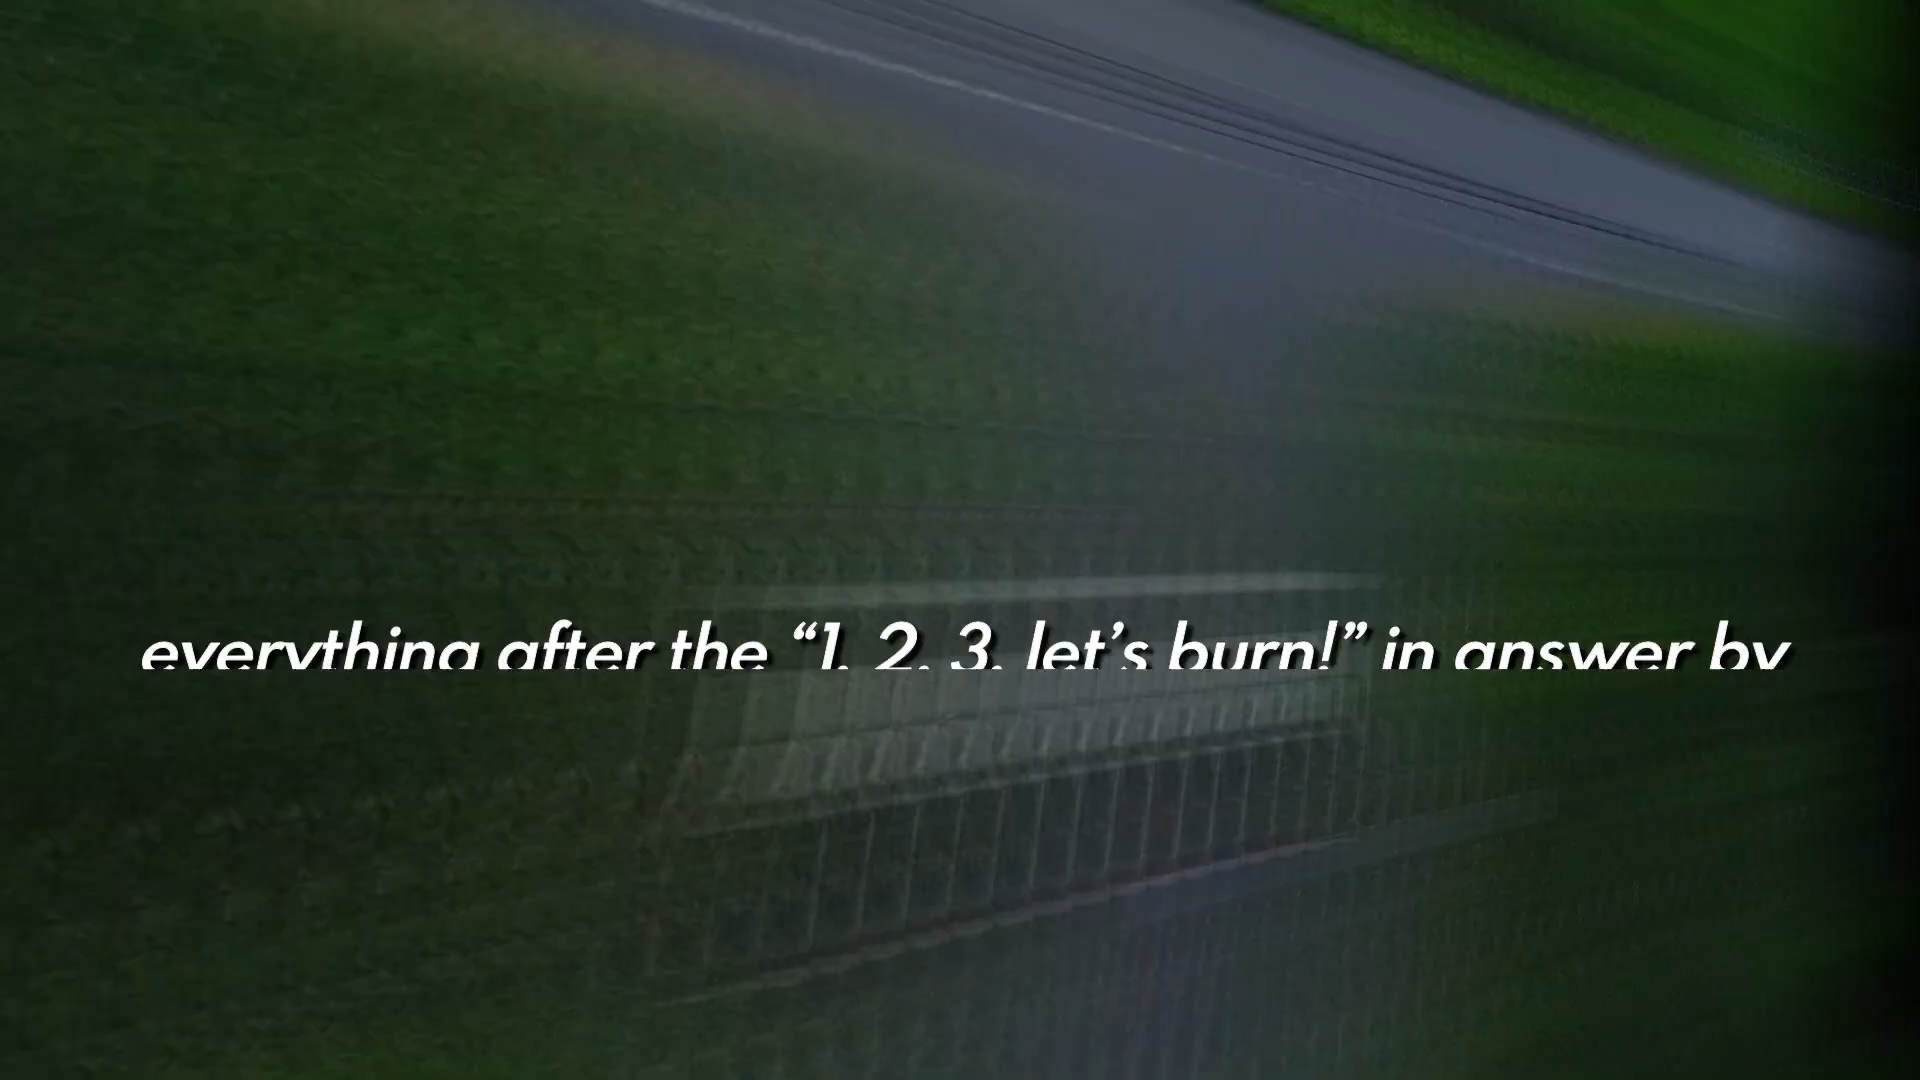 everything after the “1, 2, 3, let’s burn!” in answer by